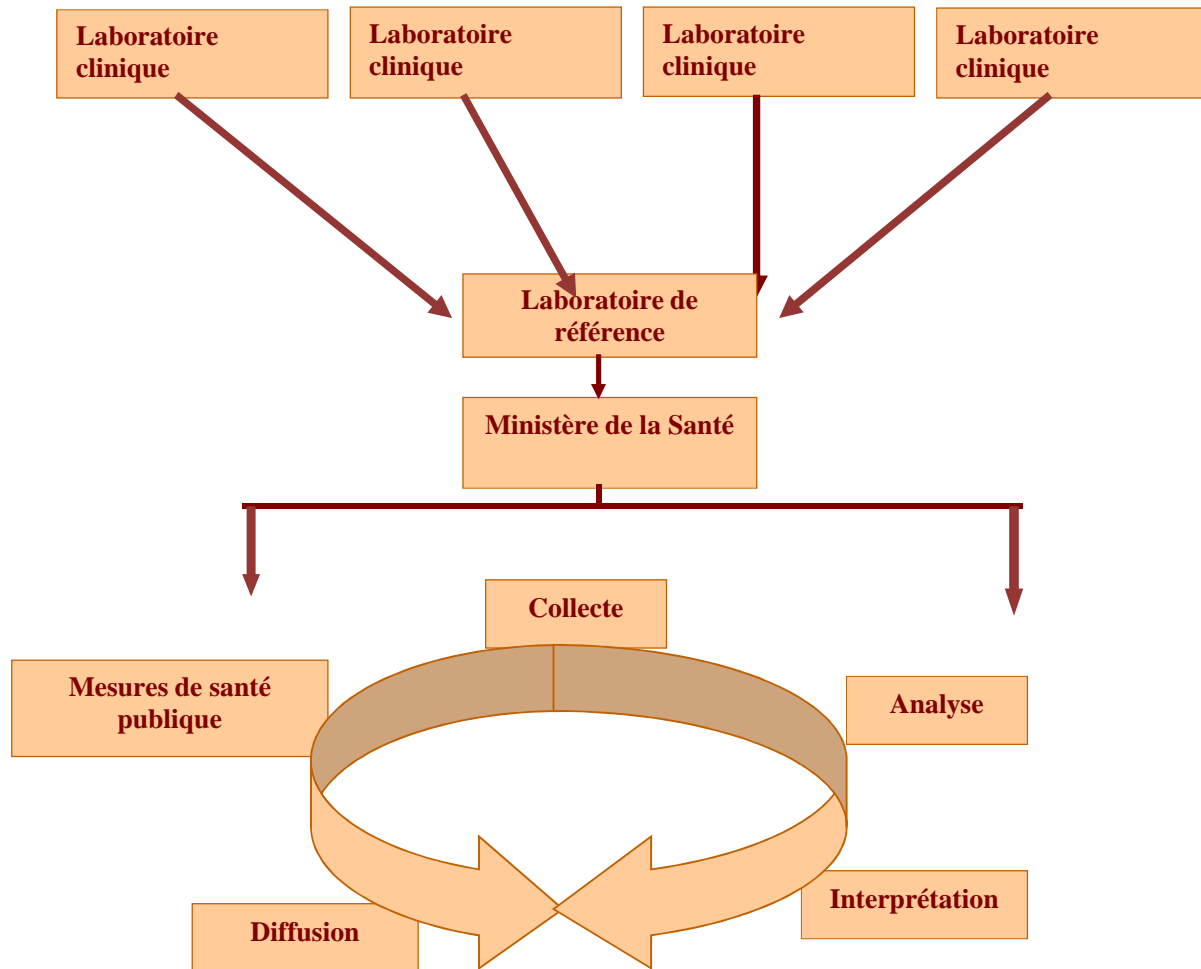 Laboratoire
clinique
Laboratoire
clinique
Laboratoire
clinique
Laboratoire
clinique
Laboratoire de
référence
Ministère de la Santé
Collecte
Mesures de santé
publique
Analyse
Interprétation
Diffusion